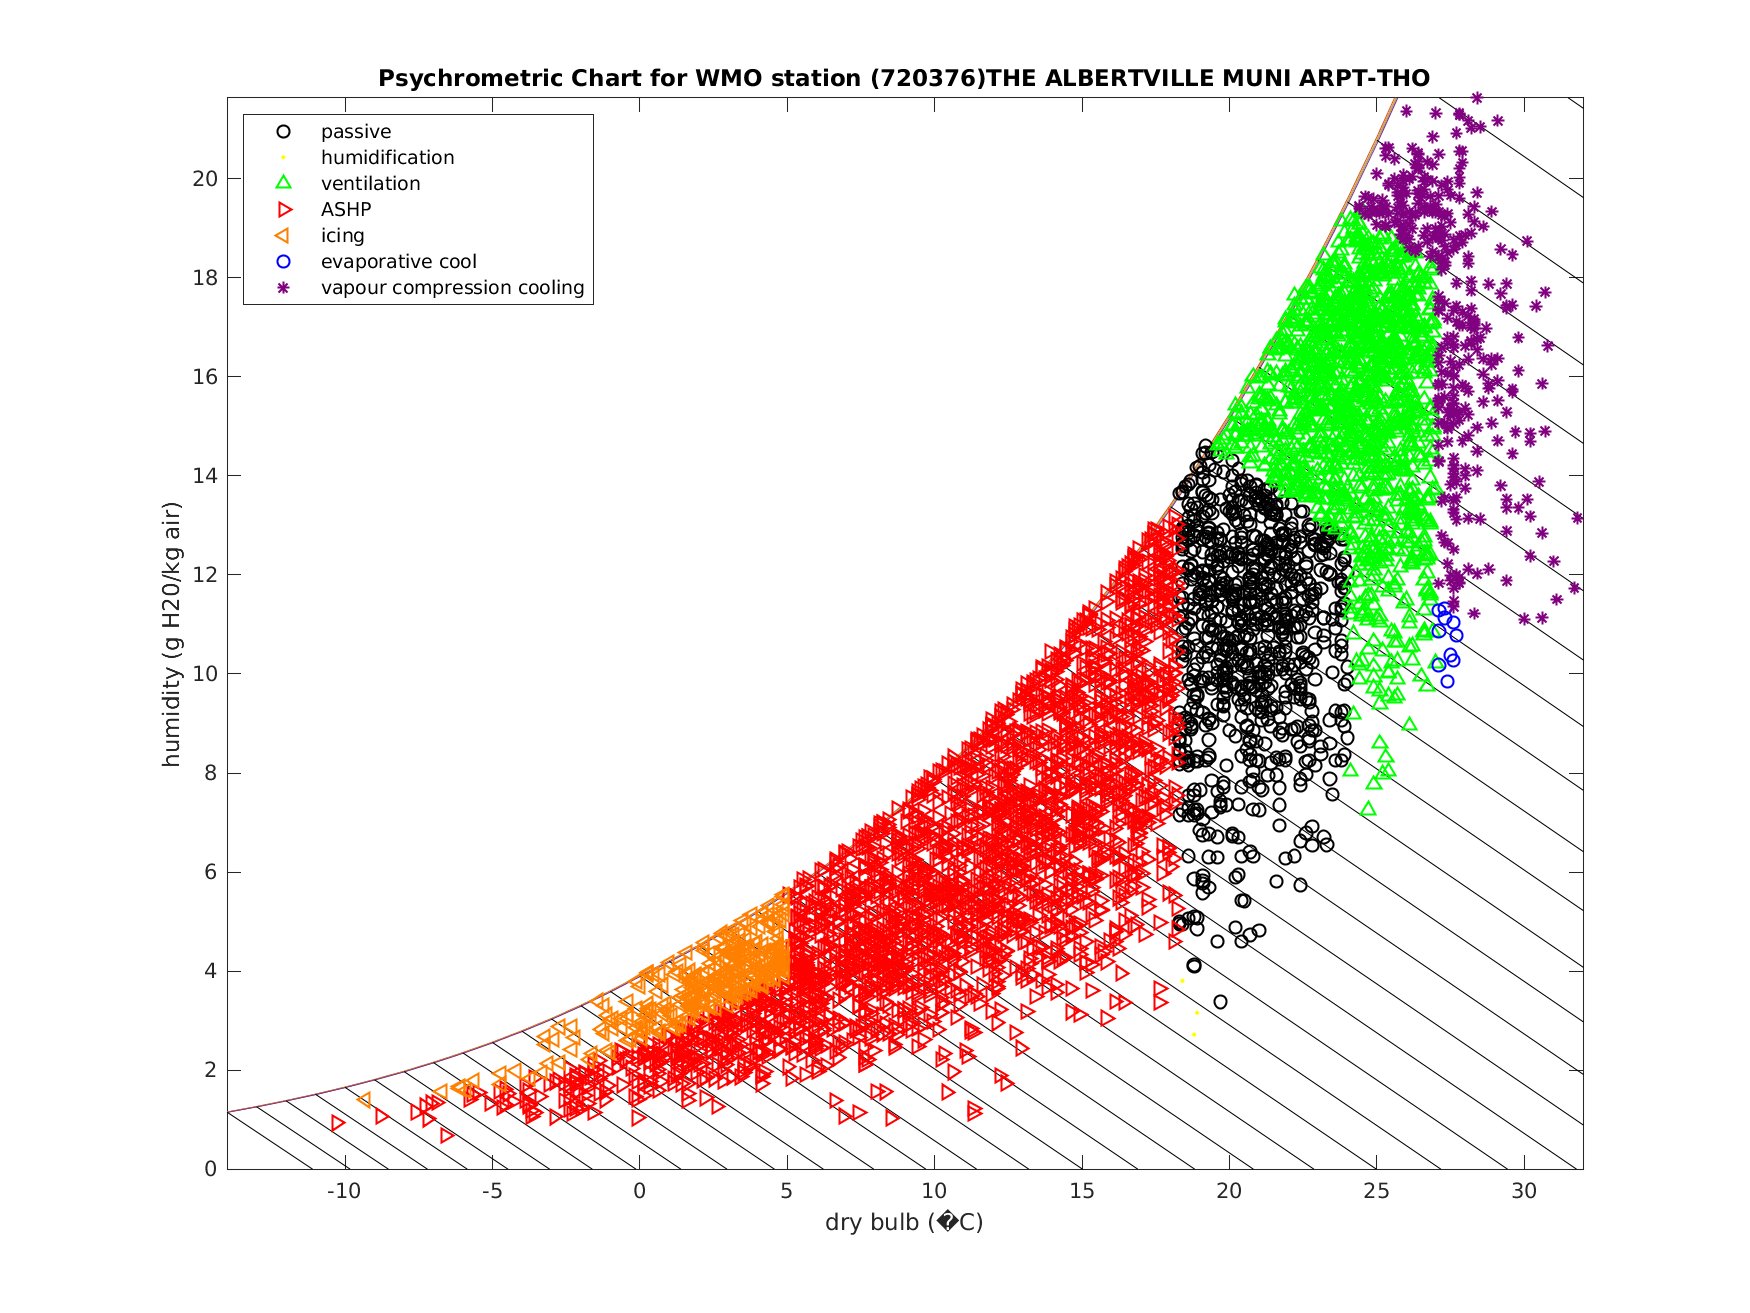 Psychrometric Chart for WMO station (720376)THE ALBERTVILLE MUNI ARPT-THO
passive
humidification
ventilation
ASHP
icing
evaporative cool
vapour compression cooling
20
18
16
14
12
10
8
6
4
2
0
humidity (g H20/kg air)
-10 -5 0 5 10 15 20 25 30
dry bulb (�C)